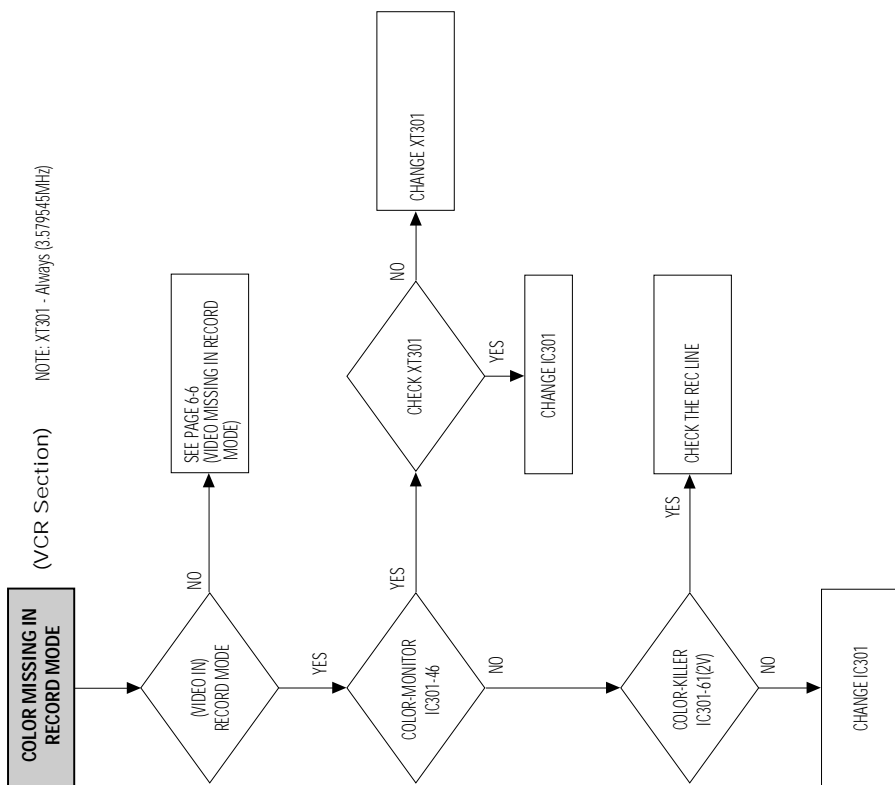 COLOR MISSING IN
RECORD MODE
(VCR Section)
NOTE: XT301 - Always (3.579545MHz)
(VIDEO IN)
RECORD MODE
NO
SEE PAGE 6-6
(VIDEO MISSING IN RECORD
MODE)
YES
COLOR-MONITOR
IC301-46
YES
CHECK XT301
NO
CHANGE XT301
YES
CHANGE IC301
NO
COLOR-KILLER
IC301-61(2V)
YES
CHECK THE REC LINE
NO
CHANGE IC301